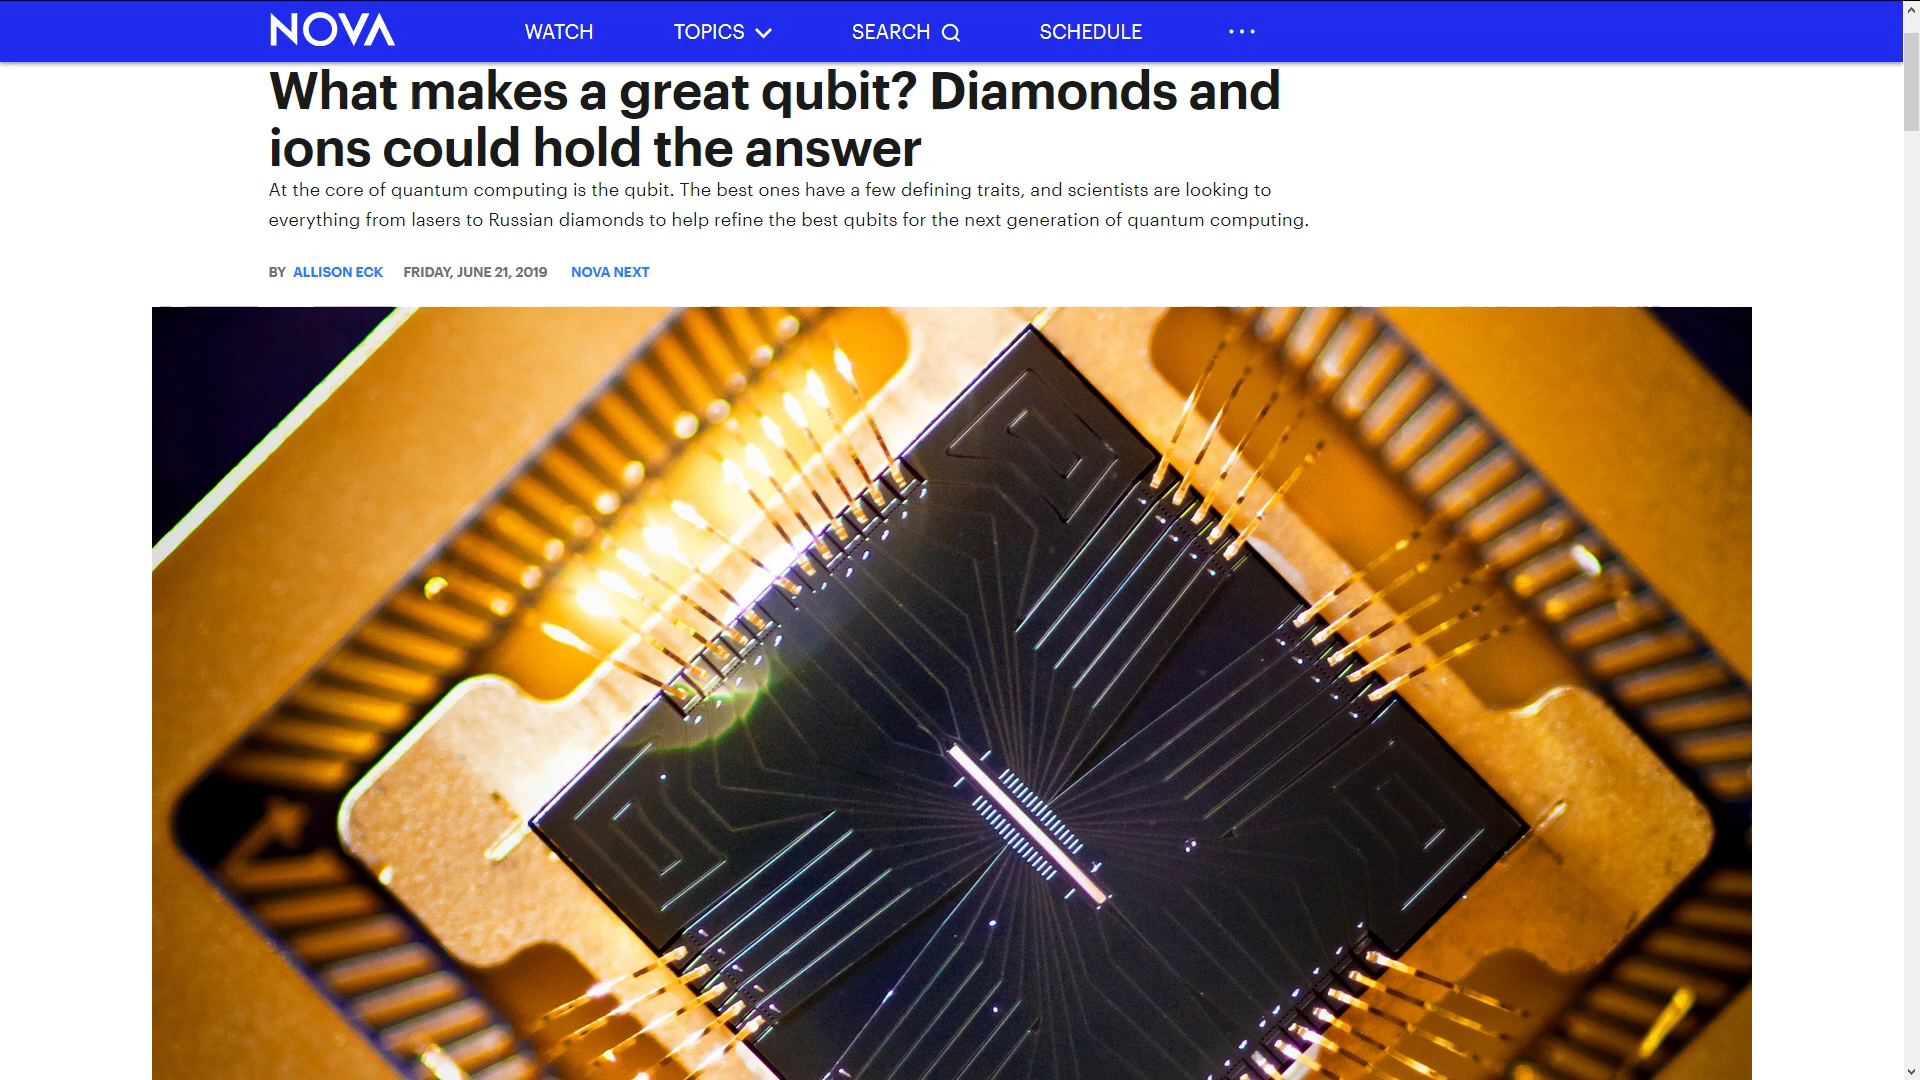 NOVA WATCH TOPICS SEARCH SCHEDULE ...
What makes a great qubit? Diamonds and
ions could hold the answer
At the core of quantum computing is the qubit. The best ones have a few defining traits, and scientists are looking to
everything from lasers to Russian diamonds to help refine the best qubits for the next generation of quantum computing.
BY ALLISON ECK FRIDAY, JUNE 21, 2019 NOVA NEXT